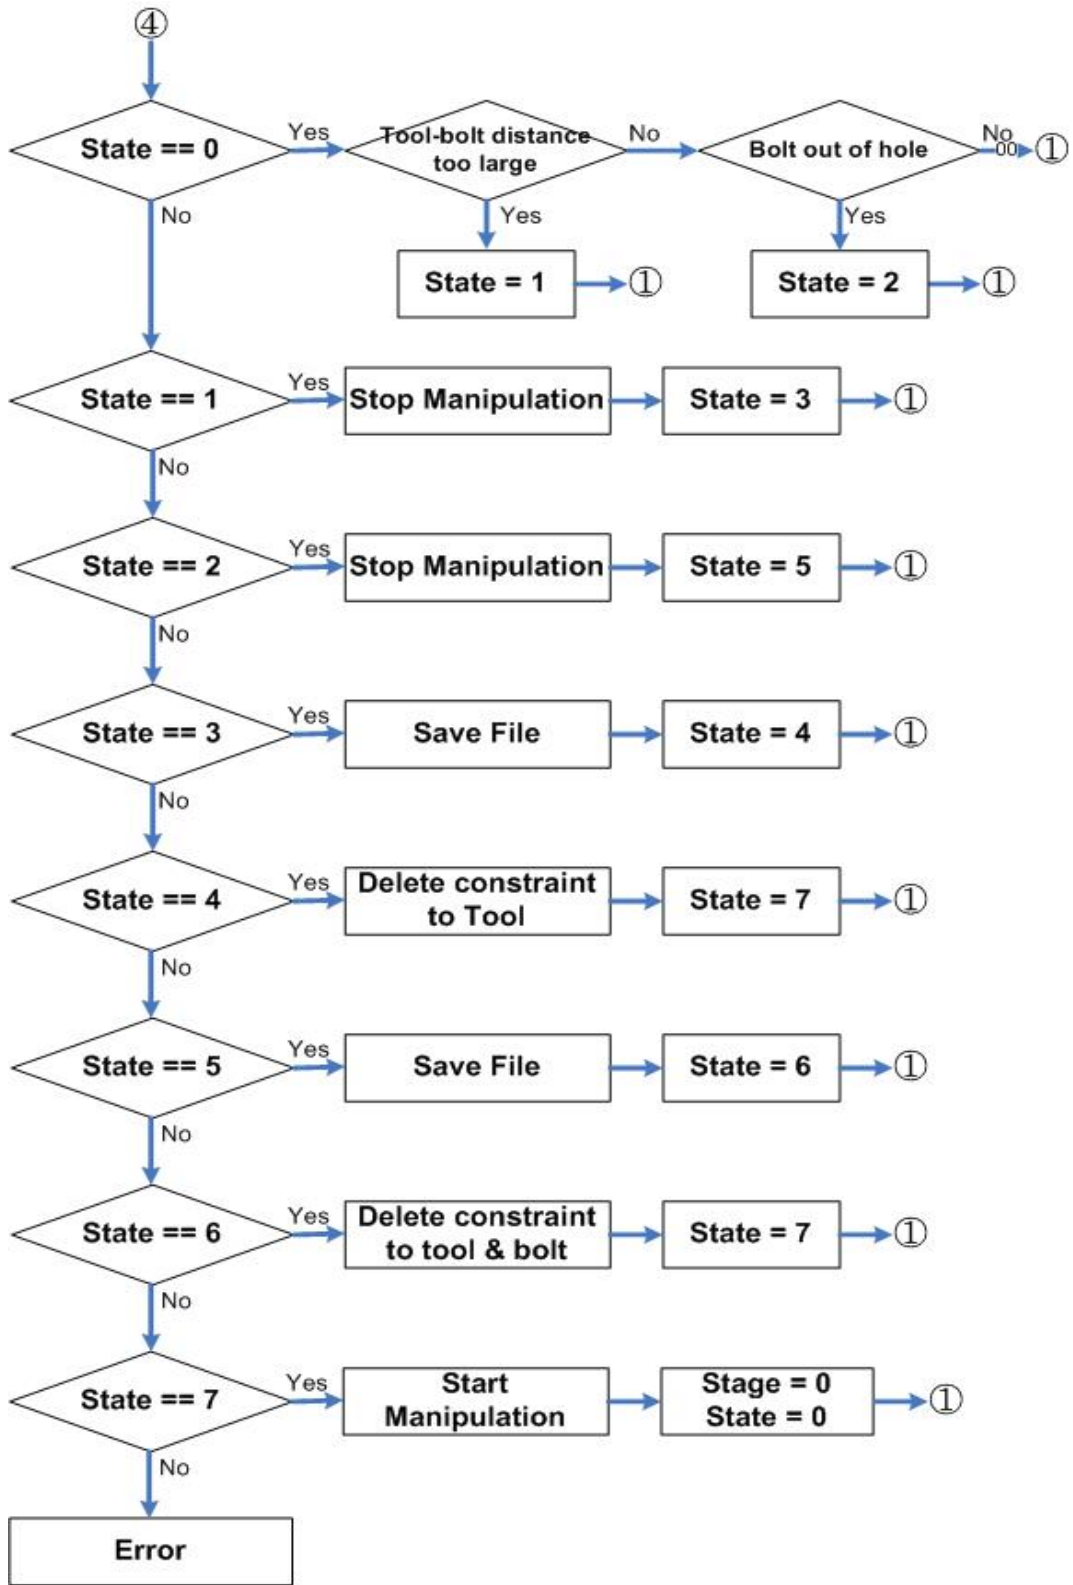 ④
State == 0
Yes
Tool-bolt distance
too large
No
Bolt out of hole
No
00
①
No
Yes
Yes
State = 1
①
State = 2
①
State == 1
Yes
Stop Manipulation
State = 3
①
No
State == 2
Yes
Stop Manipulation
State = 5
①
No
State == 3
Yes
Save File
State = 4
①
No
State == 4
Yes
Delete constraint
to Tool
State = 7
①
No
State == 5
Yes
Save File
State = 6
①
No
State == 6
Yes
Delete constraint
to tool & bolt
State = 7
①
No
State == 7
Yes
Start
Manipulation
Stage = 0
State = 0
①
No
Error